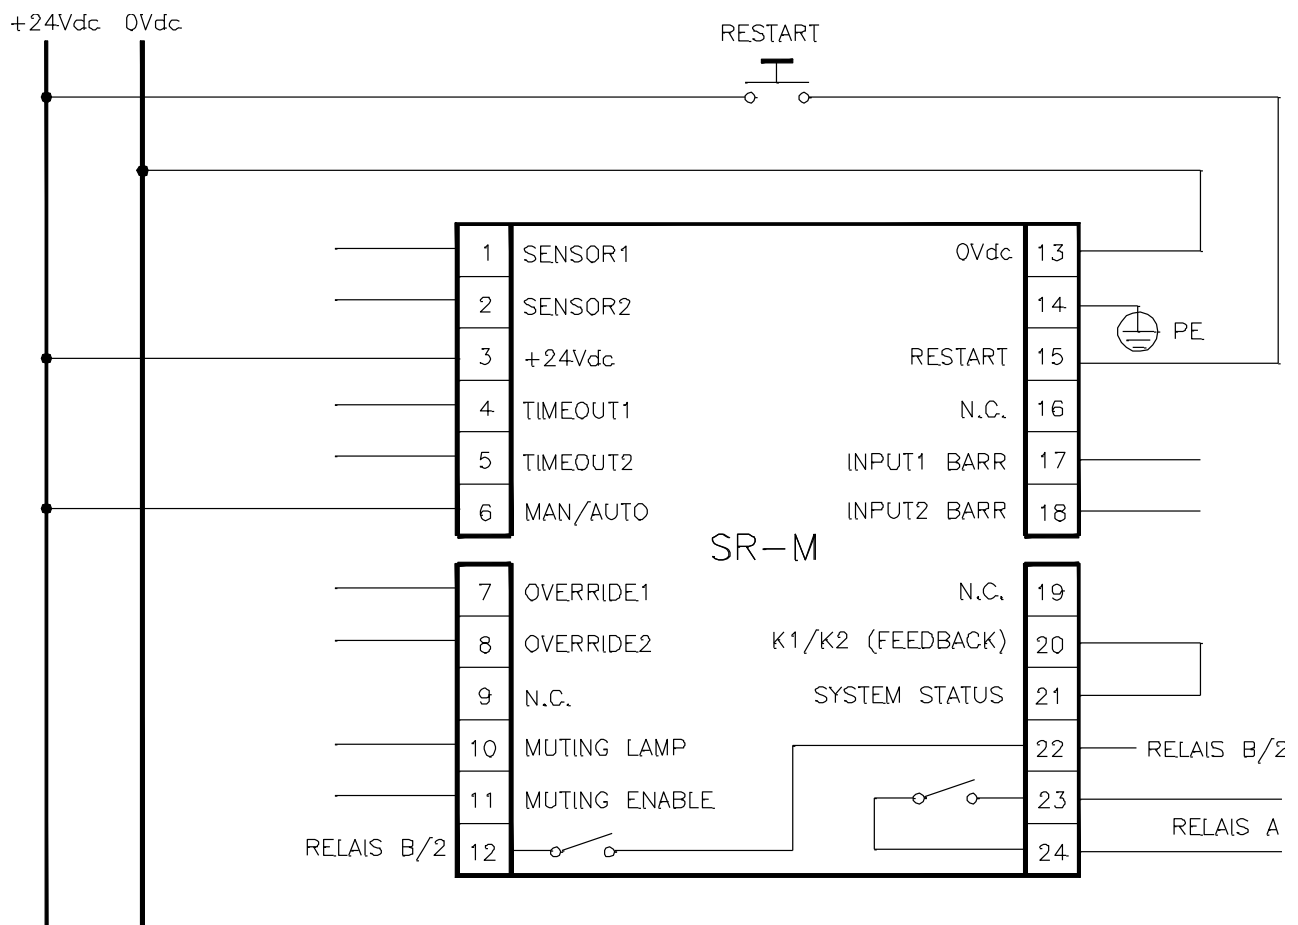 +24Vdc 0Vdc
RESTART
1 SENSOR1 0Vdc 13
2 SENSOR2 14 PE
3 +24Vdc RESTART 15
4 TIMEOUT1 N.C. 16
5 TIMEOUT2 INPUT1 BARR 17
6 MAN/AUTO INPUT2 BARR 18
SR-M
7 OVERRIDE1 N.C. 19
8 OVERRIDE2 K1/K2 (FEEDBACK) 20
9 N.C. SYSTEM STATUS 21
10 MUTING LAMP 22 RELAIS B/2
11 MUTING ENABLE 23
RELAIS A
RELAIS B/2 12 24